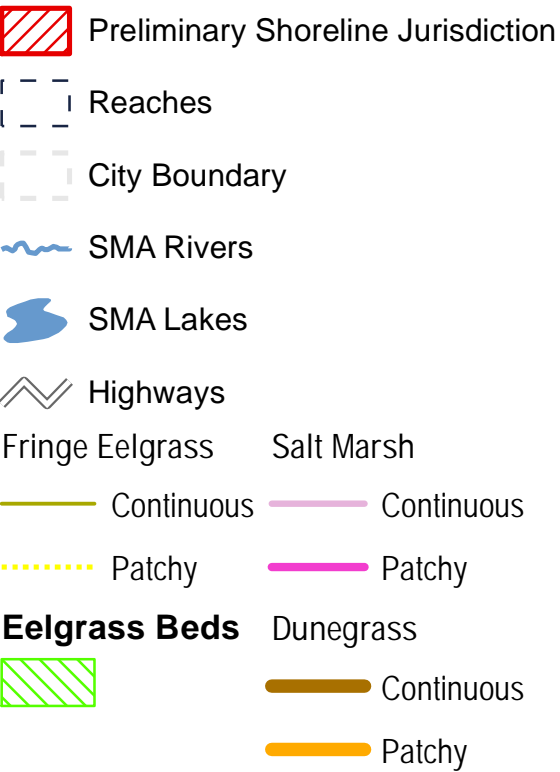 Preliminary Shoreline Jurisdiction
Reaches
City Boundary
SMA Rivers
SMA Lakes
Highways
Fringe Eelgrass
Continuous
Patchy
Eelgrass Beds
Salt Marsh
Continuous
Patchy
Dunegrass
Continuous
Patchy